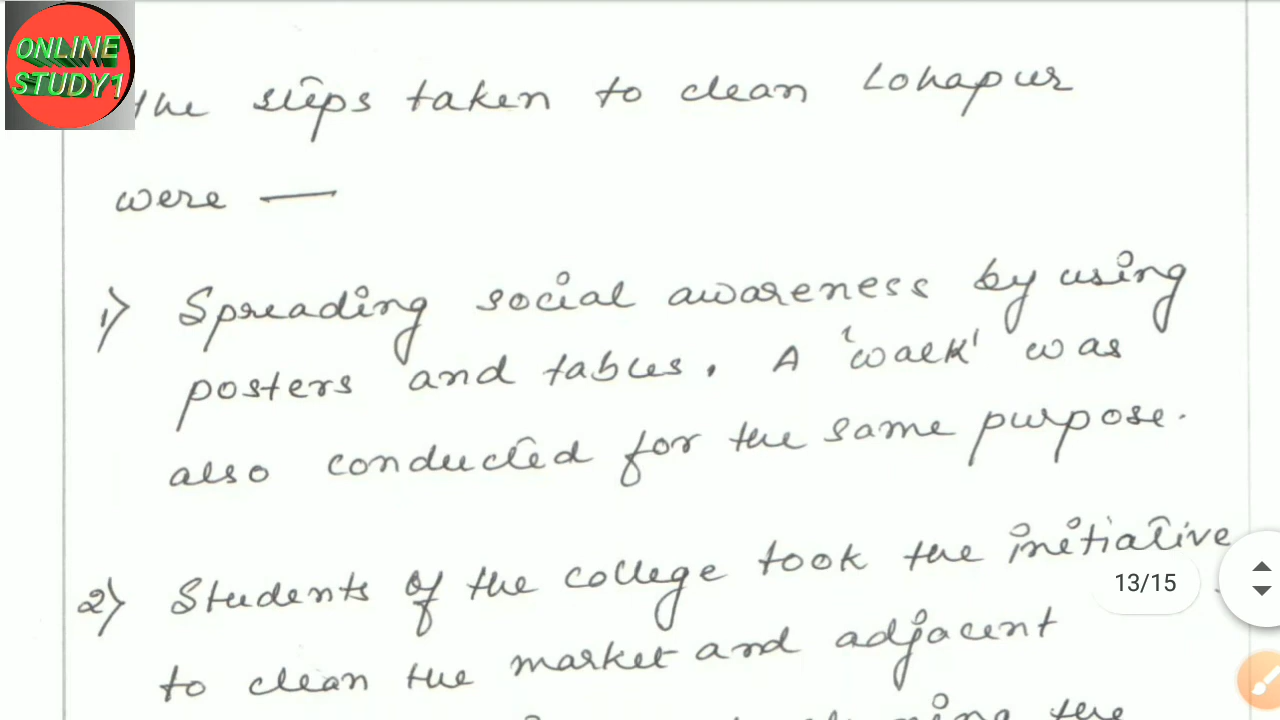 ONLINE
STUDY1
the steps taken to clean Lohapur
were —
1) Spreading social awareness by using
posters and tables. A 'walk' was
also conducted for the same purpose.
2) Students of the college took the initiative
13/15
to clean the market and adjacent
the